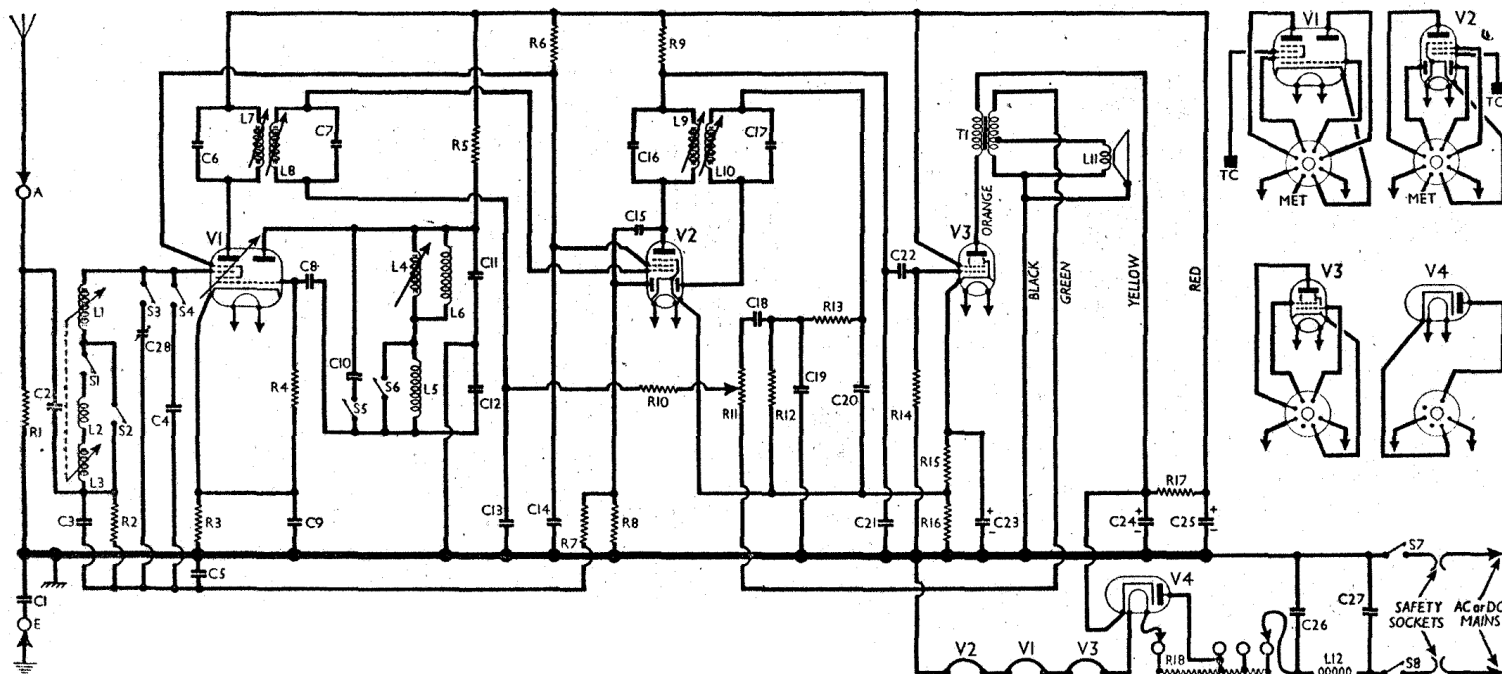 V1
V2
TC
TC
MET
MET
V3
V4
R6
R9
L7
C6
C7
L8
R5
L9
C16
C17
L10
T1
L11
ORANGE
BLACK
GREEN
YELLOW
RED
A
V1
C8
L4
L6
C11
C15
V2
C22
V3
L1
S3
S4
C28
C2
S1
S2
R1
L2
L3
C4
R4
C10
S6
S5
L5
C12
R10
C18
R13
R11
R12
C19
C20
R14
R15
R17
C3
R2
R3
C9
C13
C14
R7
R8
C21
R16
C23
C24
C25
+
−
+
−
+
−
C5
C1
E
V4
C26
C27
S7
SAFETY
SOCKETS
AC or DC
MAINS
V2
V1
V3
R18
L12
S8